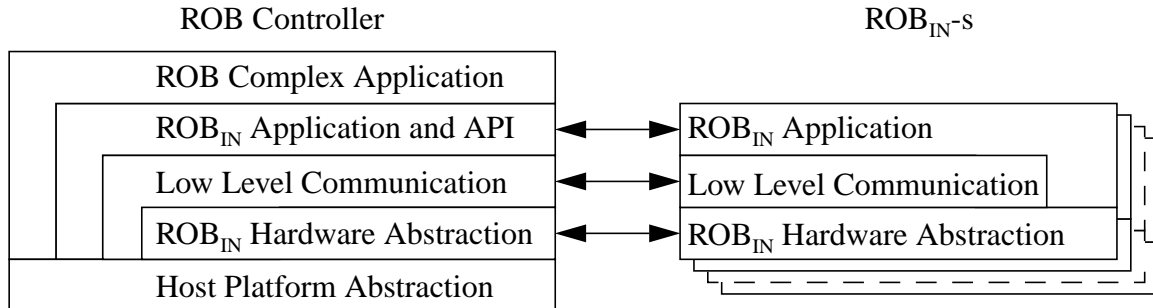 ROB Controller
ROB_IN-s
ROB Complex Application
ROB_IN Application and API
ROB_IN Application
Low Level Communication
Low Level Communication
ROB_IN Hardware Abstraction
ROB_IN Hardware Abstraction
Host Platform Abstraction